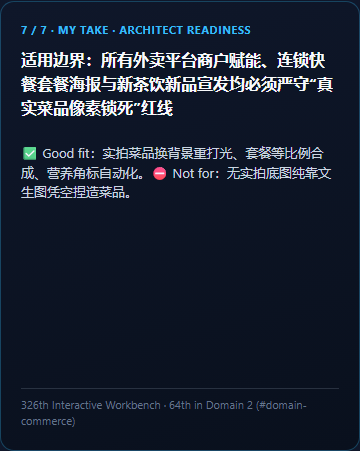 7 / 7 · MY TAKE · ARCHITECT READINESS
适用边界：所有外卖平台商户赋能、连锁快
餐套餐海报与新茶饮新品宣发均必须严守“真
实菜品像素锁死”红线
✅ Good fit：实拍菜品换背景重打光、套餐等比例合
成、营养角标自动化。⛔ Not for：无实拍底图纯靠文
生图凭空捏造菜品。
326th Interactive Workbench · 64th in Domain 2 (#domain-
commerce)